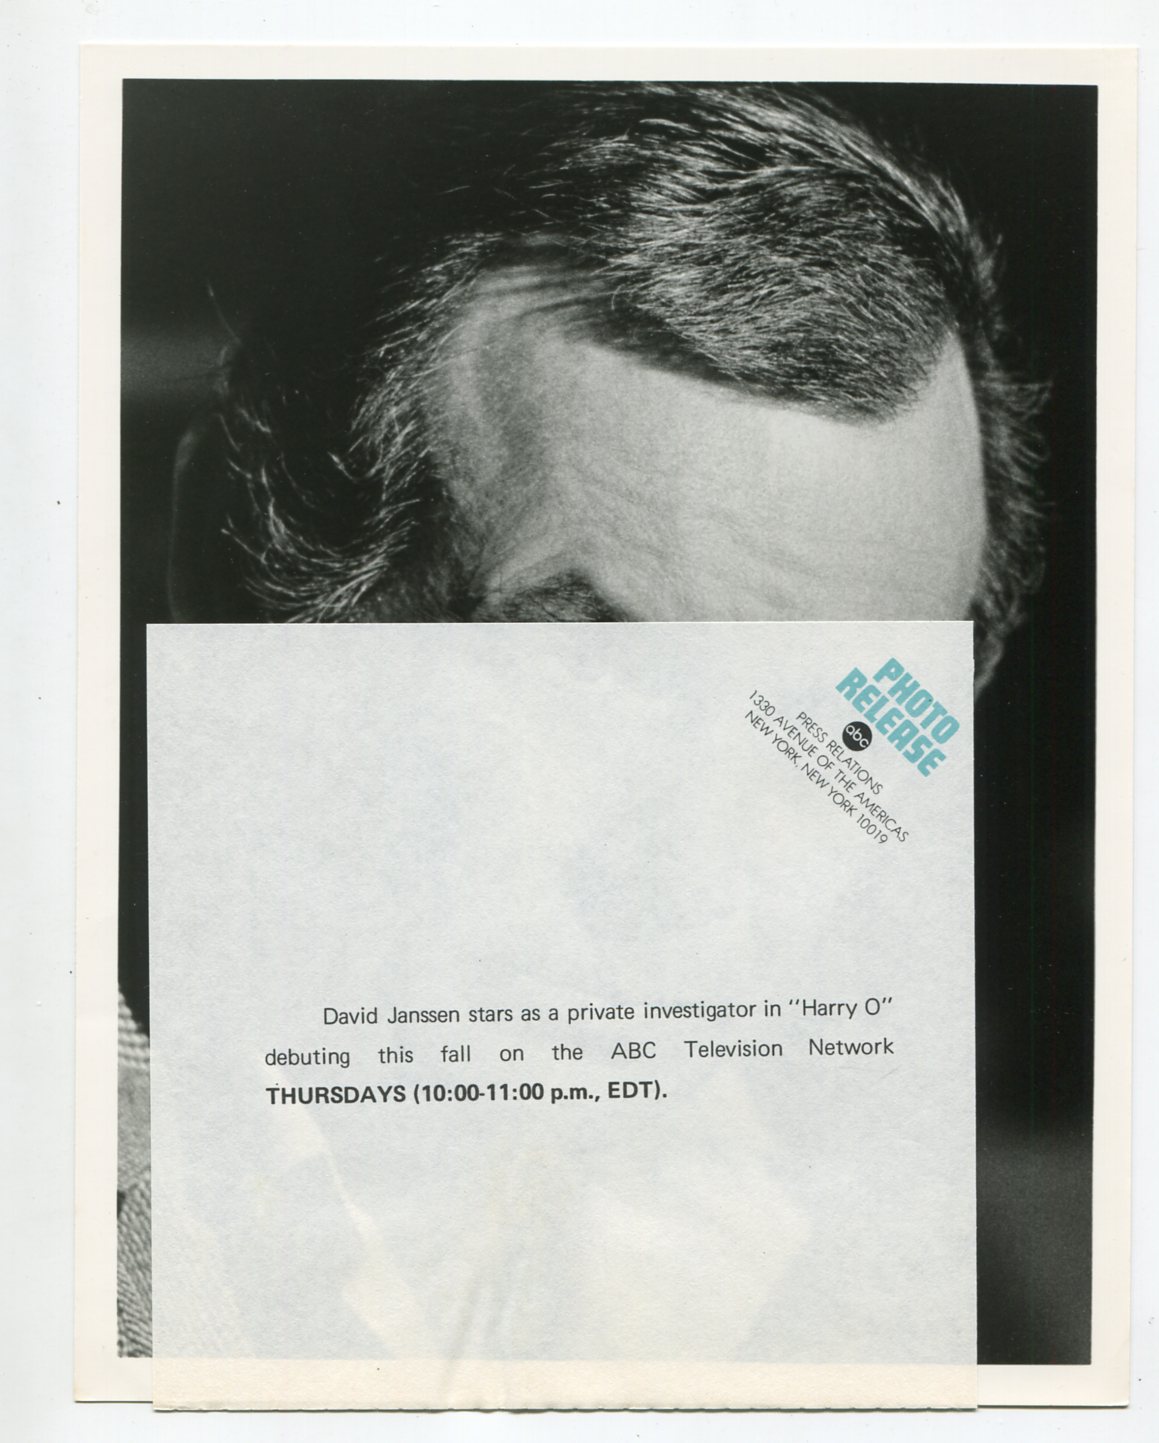 PHOTO
RELEASE
abc
PRESS RELATIONS
1330 AVENUE OF THE AMERICAS
NEW YORK, NEW YORK 10019
David Janssen stars as a private investigator in "Harry O"
debuting this fall on the ABC Television Network
THURSDAYS (10:00-11:00 p.m., EDT).